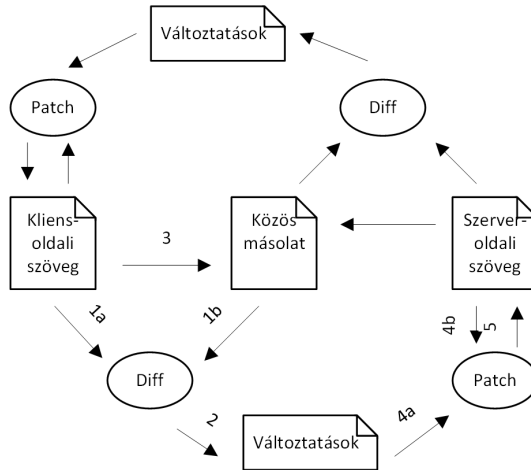 Változtatások
Patch
Diff
Kliens-
oldali
szöveg
3
Közös
másolat
Szerver-
oldali
szöveg
1a
1b
4b
5
Diff
Patch
2
4a
Változtatások